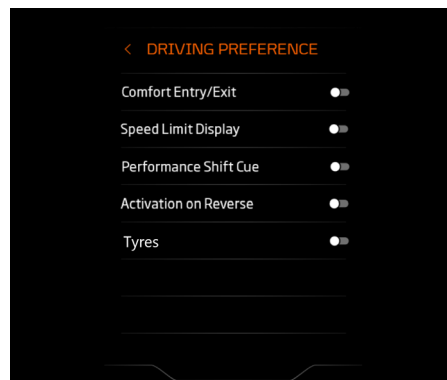 DRIVING PREFERENCE
Comfort Entry/Exit
Speed Limit Display
Performance Shift Cue
Activation on Reverse
Tyres